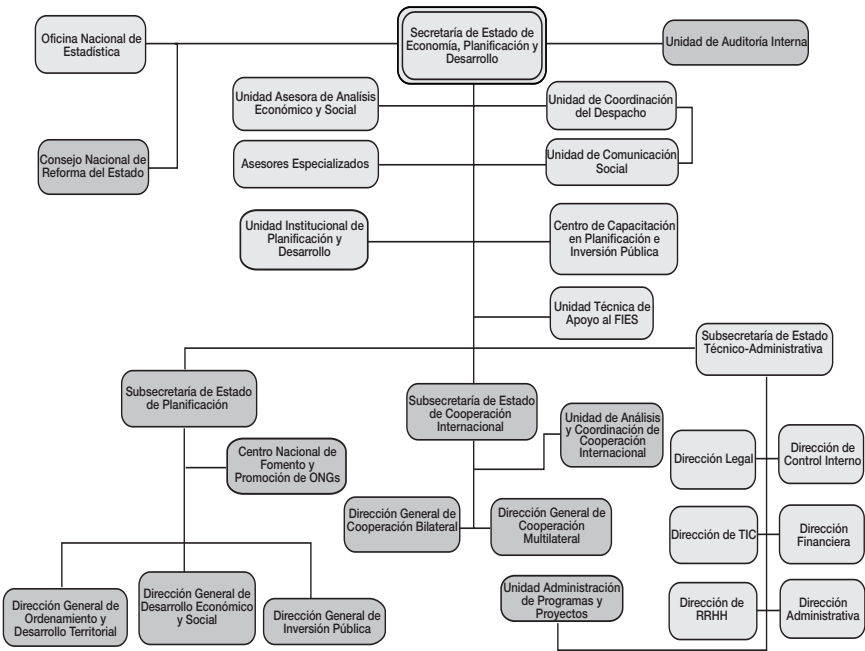 Oficina Nacional de
Estadística
Secretaría de Estado de
Economía, Planificación y
Desarrollo
Unidad de Auditoría Interna
Unidad Asesora de Analísis
Económico y Social
Unidad de Coordinación
del Despacho
Consejo Nacional de
Reforma del Estado
Asesores Especializados
Unidad de Comunicación
Social
Unidad Institucional de
Planificación y
Desarrollo
Centro de Capacitación
en Planificación e
Inversión Pública
Unidad Técnica de
Apoyo al FIES
Subsecretaría de Estado
Técnico-Administrativa
Subsecretaría de Estado
de Planificación
Subsecretaría de Estado
de Cooperación
Internacional
Unidad de Análisis
y Coordinación de
Cooperación
Internacional
Centro Nacional de
Fomento y
Promoción de ONGs
Dirección Legal
Dirección de
Control Interno
Dirección General de
Cooperación Bilateral
Dirección General de
Cooperación
Multilateral
Dirección de TIC
Dirección
Financiera
Dirección General de
Ordenamiento y
Desarrollo Territorial
Dirección General de
Desarrollo Económico
y Social
Dirección General de
Inversión Pública
Unidad Administración
de Programas y
Proyectos
Dirección de
RRHH
Dirección
Administrativa